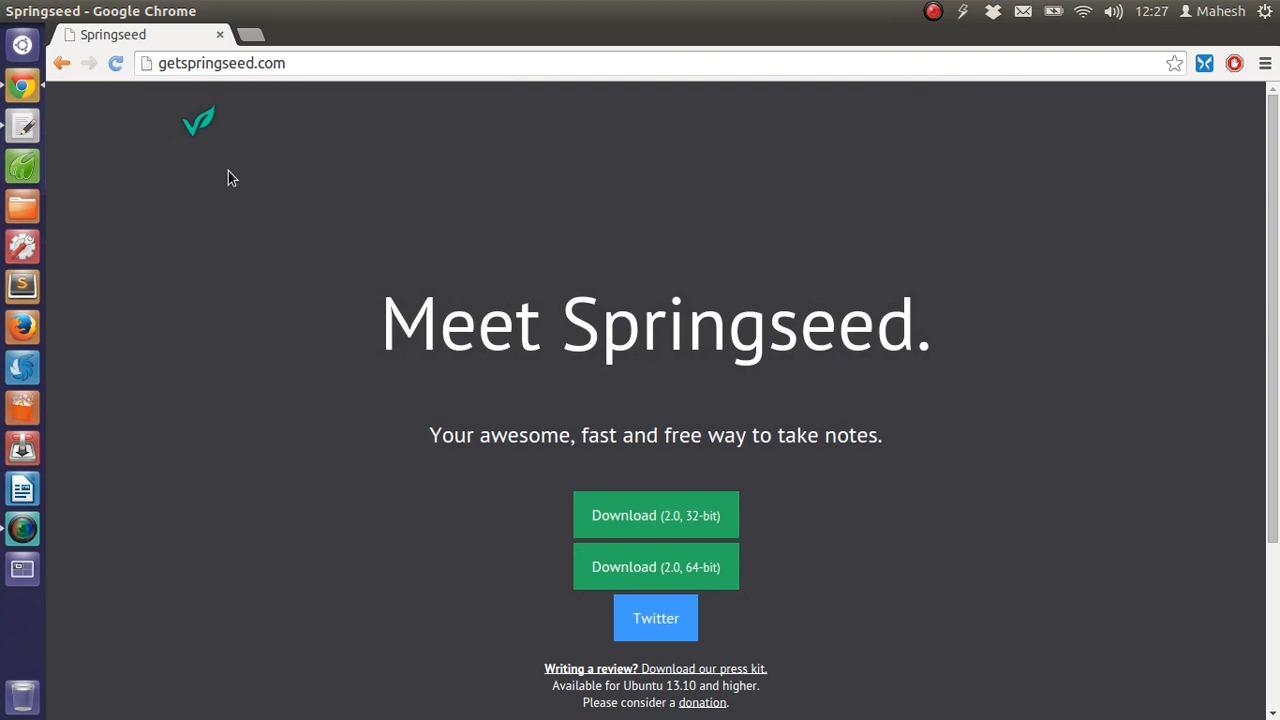 Springseed - Google Chrome
12:27
Mahesh
Springseed
getspringseed.com
Meet Springseed.
Your awesome, fast and free way to take notes.
Download (2.0, 32-bit)
Download (2.0, 64-bit)
Twitter
Writing a review? Download our press kit.
Available for Ubuntu 13.10 and higher.
Please consider a donation.